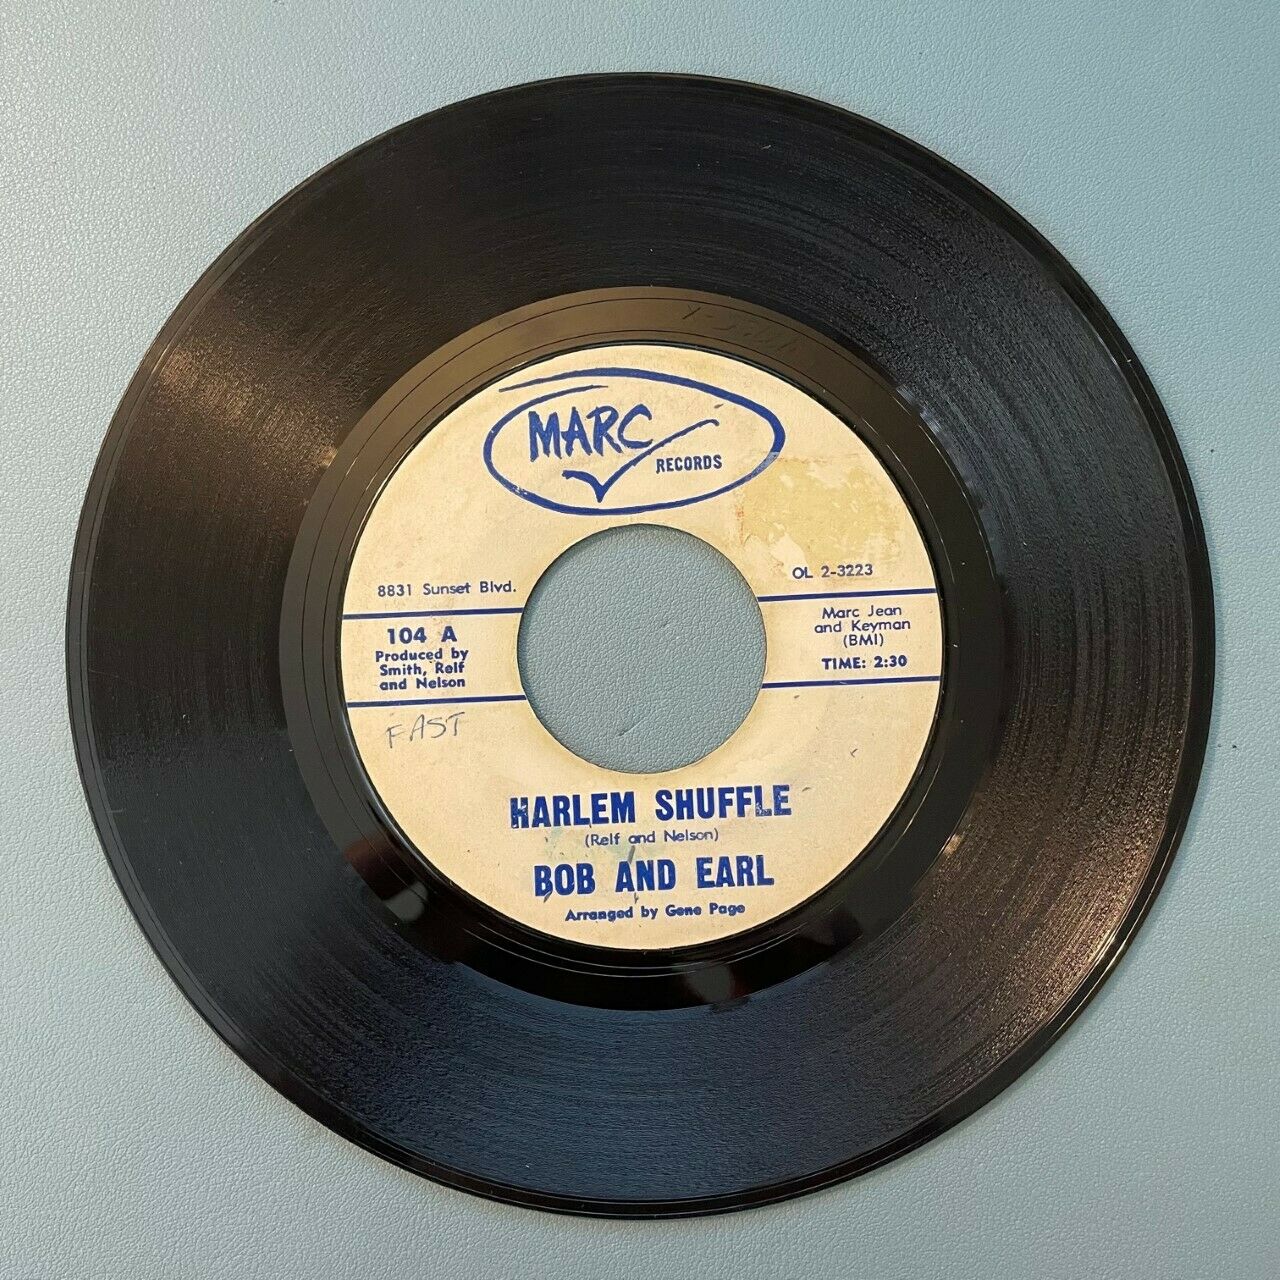 MARC
RECORDS
8831 Sunset Blvd.
OL 2-3223
104 A
Produced by
Smith, Relf
and Nelson
Marc Jean
and Keyman
(BMI)
TIME: 2:30
FAST
HARLEM SHUFFLE
(Relf and Nelson)
BOB AND EARL
Arranged by Gene Page